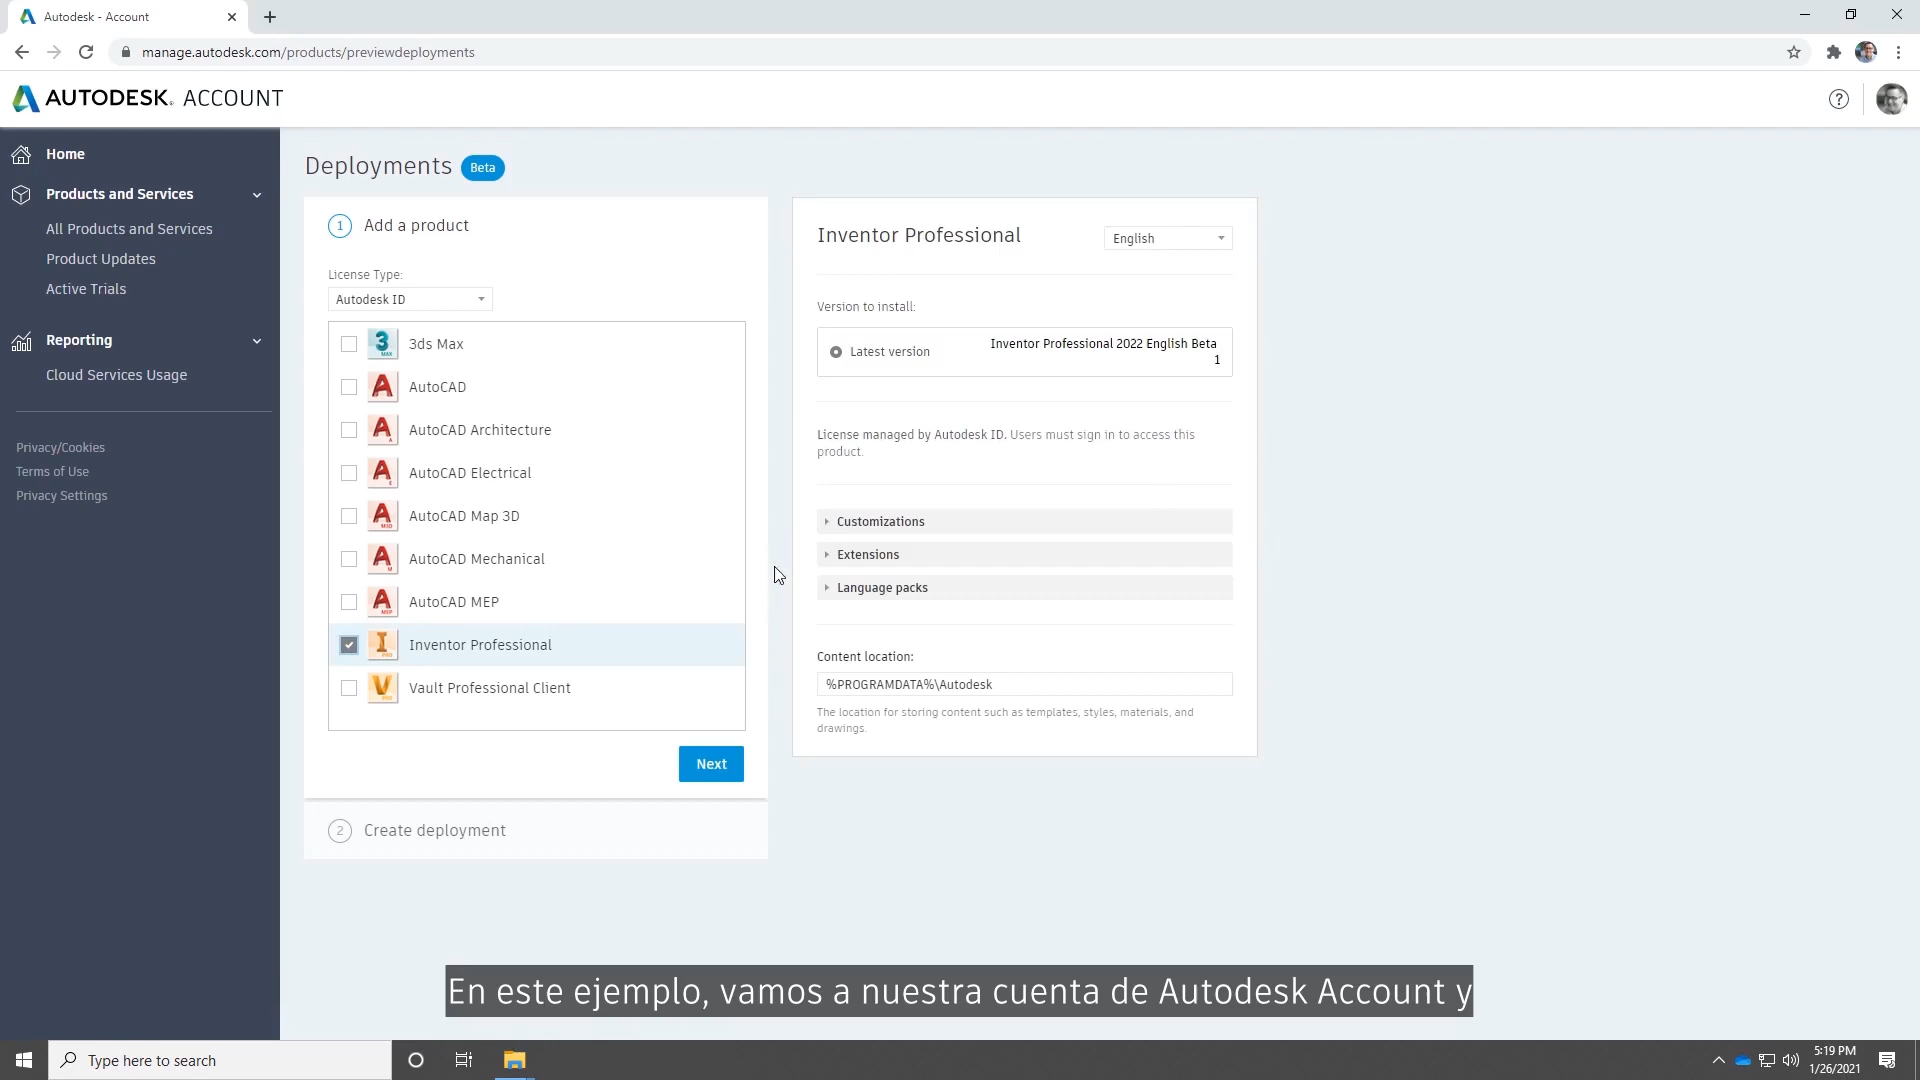 Autodesk - Account
manage.autodesk.com/products/previewdeployments
AUTODESK ACCOUNT
Home
Products and Services
All Products and Services
Product Updates
Active Trials
Reporting
Cloud Services Usage
Privacy/Cookies
Terms of Use
Privacy Settings
Deployments Beta
1 Add a product
License Type:
Autodesk ID
3ds Max
AutoCAD
AutoCAD Architecture
AutoCAD Electrical
AutoCAD Map 3D
AutoCAD Mechanical
AutoCAD MEP
Inventor Professional
Vault Professional Client
Next
2 Create deployment
Inventor Professional
English
Version to install:
Latest version
Inventor Professional 2022 English Beta
1
License managed by Autodesk ID. Users must sign in to access this
product.
Customizations
Extensions
Language packs
Content location:
%PROGRAMDATA%\Autodesk
The location for storing content such as templates, styles, materials, and
drawings.
En este ejemplo, vamos a nuestra cuenta de Autodesk Account y
Type here to search
5:19 PM
1/26/2021